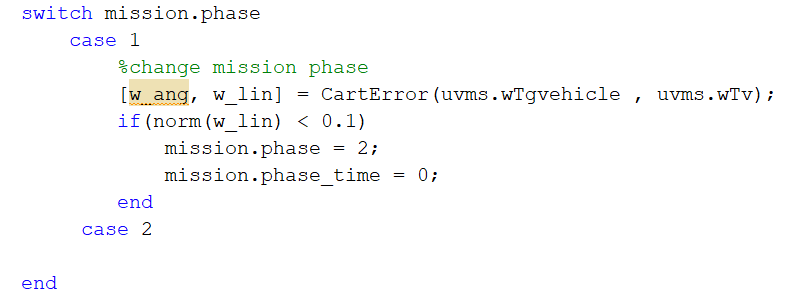 switch mission.phase
case 1
%change mission phase
[w_ang, w_lin] = CartError(uvms.wTgvehicle , uvms.wTv);
if(norm(w_lin) < 0.1)
mission.phase = 2;
mission.phase_time = 0;
end
case 2
end